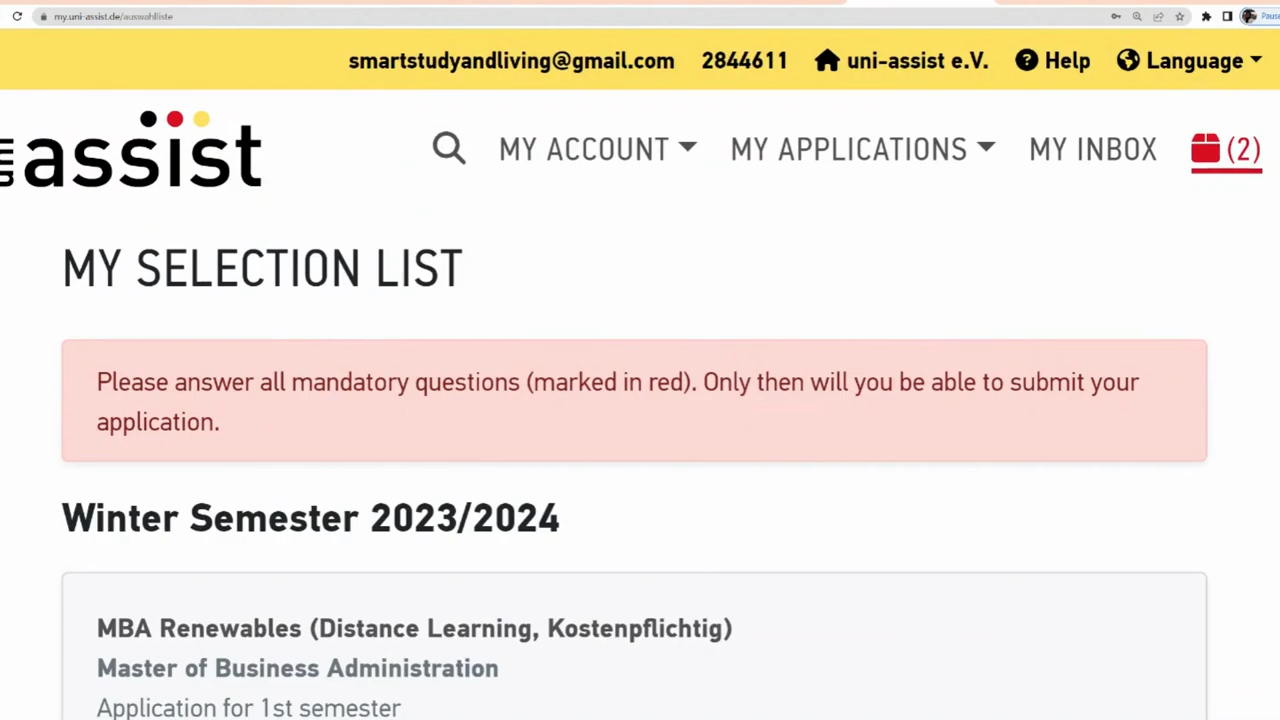 my.uni-assist.de/auswahlliste
Paus
smartstudyandliving@gmail.com 2844611 uni-assist e.V. Help Language
assist
MY ACCOUNT MY APPLICATIONS MY INBOX (2)
MY SELECTION LIST
Please answer all mandatory questions (marked in red). Only then will you be able to submit your
application.
Winter Semester 2023/2024
MBA Renewables (Distance Learning, Kostenpflichtig)
Master of Business Administration
Application for 1st semester